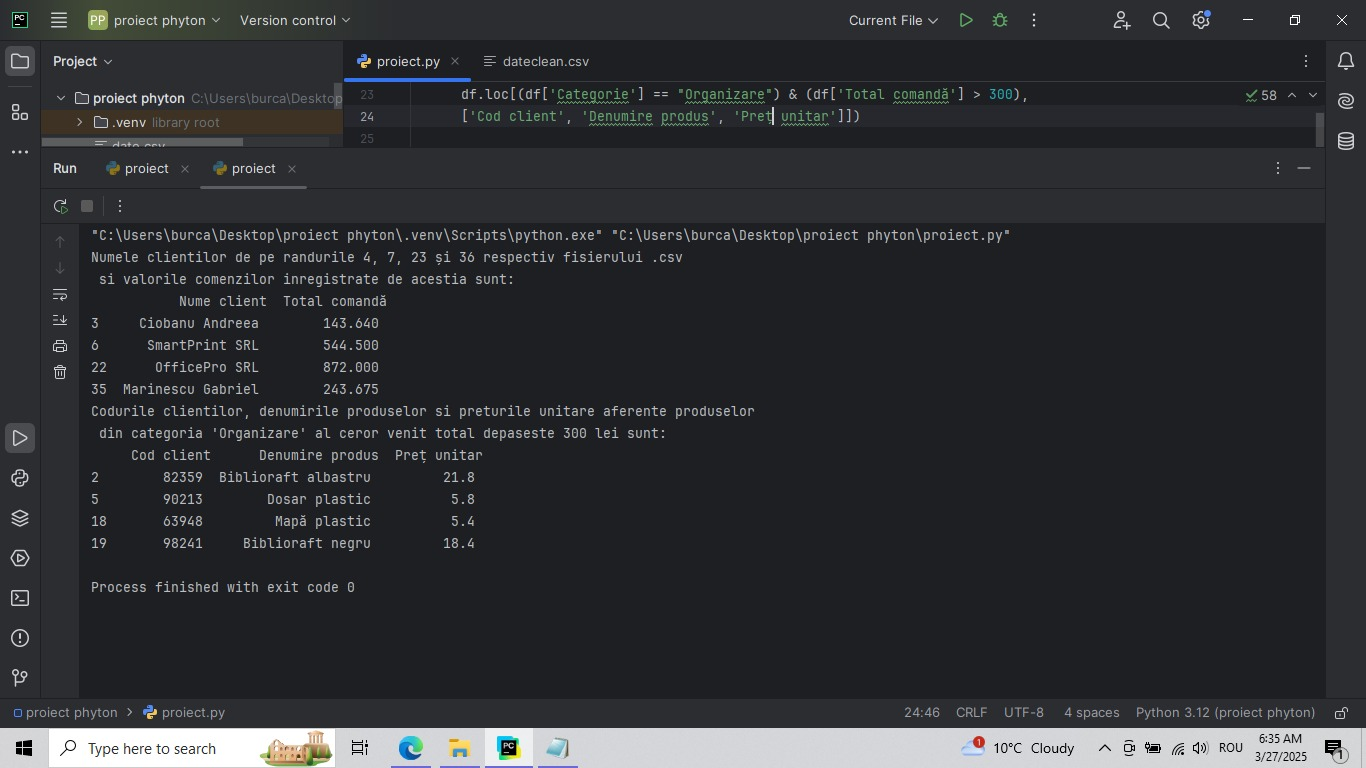 PC
PP proiect phyton Version control Current File
Project
proiect.py dateclean.csv
proiect phyton C:\Users\burca\Desktop
.venv library root
23 df.loc[(df['Categorie'] == "Organizare") & (df['Total comandă'] > 300), 58
24 ['Cod client', 'Denumire produs', 'Preț unitar']])
25
Run proiect proiect
"C:\Users\burca\Desktop\proiect phyton\.venv\Scripts\python.exe" "C:\Users\burca\Desktop\proiect phyton\proiect.py"
Numele clientilor de pe randurile 4, 7, 23 și 36 respectiv fisierului .csv
si valorile comenzilor inregistrate de acestia sunt:
Nume client Total comandă
3 Ciobanu Andreea 143.640
6 SmartPrint SRL 544.500
22 OfficePro SRL 872.000
35 Marinescu Gabriel 243.675
Codurile clientilor, denumirile produselor si preturile unitare aferente produselor
din categoria 'Organizare' al ceror venit total depaseste 300 lei sunt:
Cod client Denumire produs Preț unitar
2 82359 Biblioraft albastru 21.8
5 90213 Dosar plastic 5.8
18 63948 Mapă plastic 5.4
19 98241 Biblioraft negru 18.4
Process finished with exit code 0
proiect phyton > proiect.py 24:46 CRLF UTF-8 4 spaces Python 3.12 (proiect phyton)
Type here to search PC 1 10°C Cloudy ROU 6:35 AM
3/27/2025 1